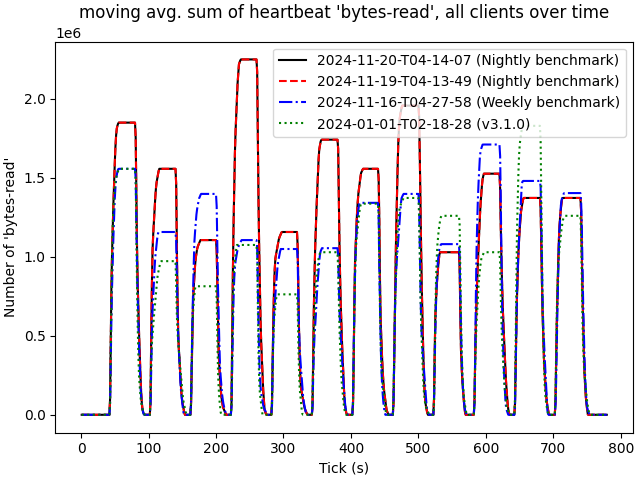 moving avg. sum of heartbeat 'bytes-read', all clients over time
1e6
2024-11-20-T04-14-07 (Nightly benchmark)
2024-11-19-T04-13-49 (Nightly benchmark)
2024-11-16-T04-27-58 (Weekly benchmark)
2024-01-01-T02-18-28 (v3.1.0)
Number of 'bytes-read'
2.0
1.5
1.0
0.5
0.0
0 100 200 300 400 500 600 700 800
Tick (s)